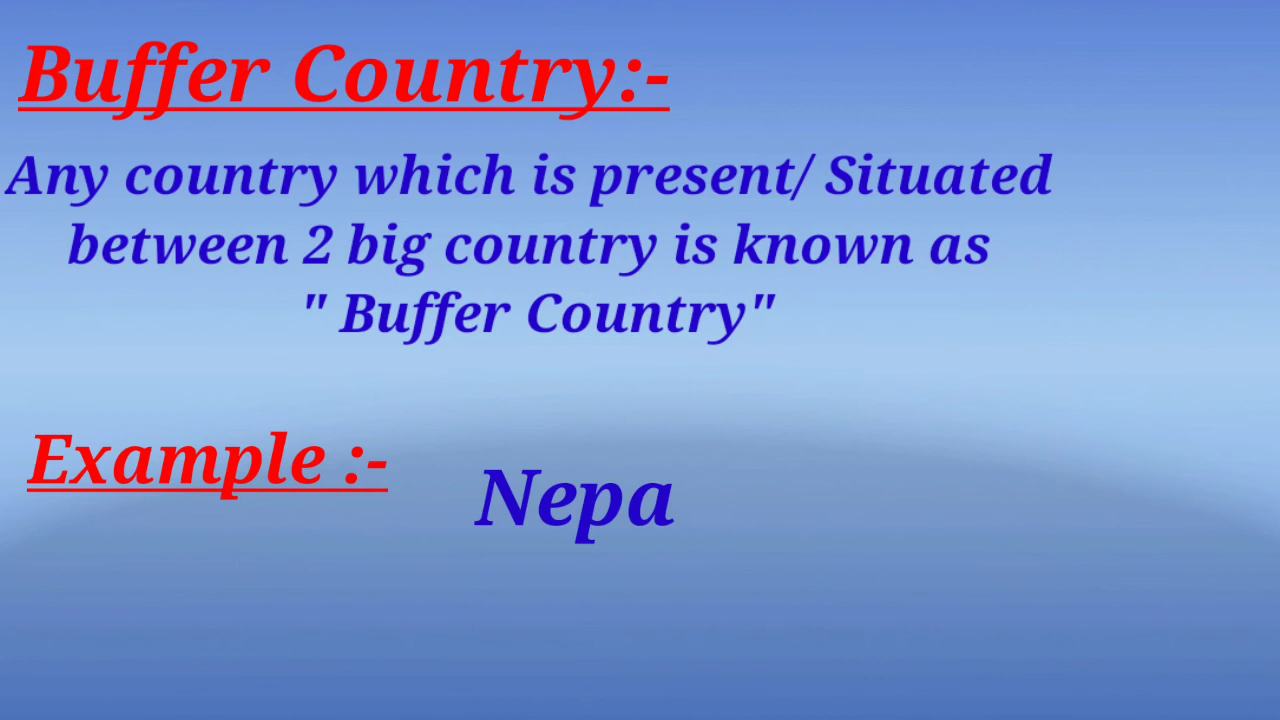 Buffer Country:-
Any country which is present/ Situated
between 2 big country is known as
" Buffer Country"
Example :-
Nepa